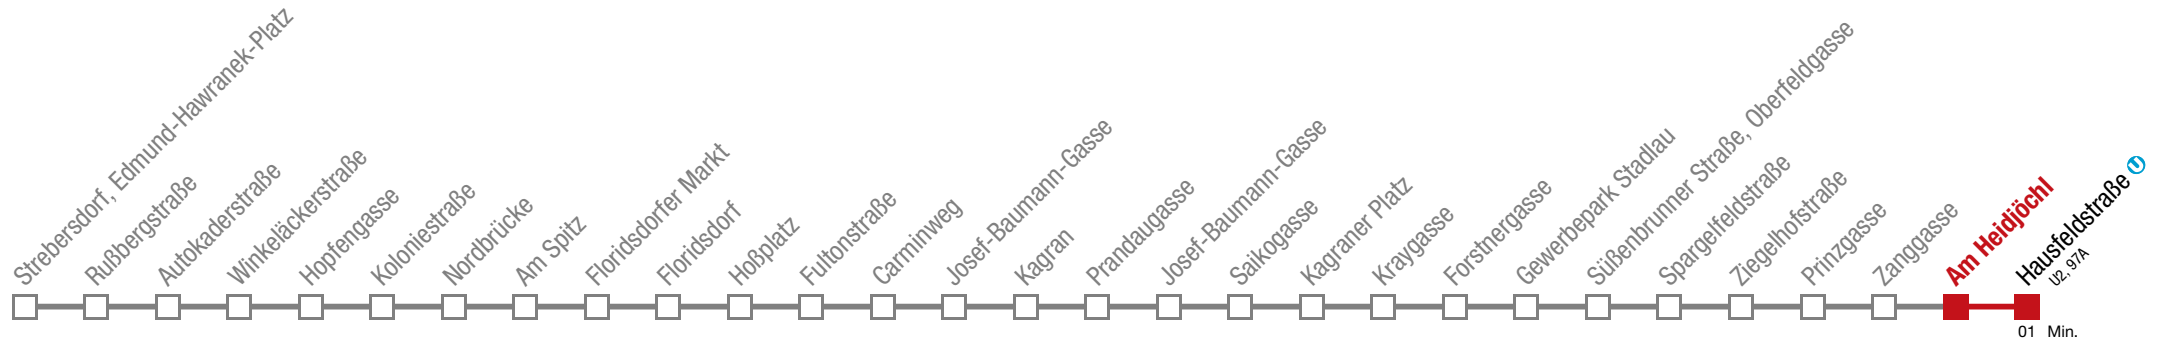 Strebersdorf, Edmund-Hawranek-Platz
Rußbergstraße
Autokaderstraße
Winkeläckerstraße
Hopfengasse
Koloniestraße
Nordbrücke
Am Spitz
Floridsdorfer Markt
Floridsdorf
Hoßplatz
Fultonstraße
Carminweg
Josef-Baumann-Gasse
Kagran
Prandaugasse
Josef-Baumann-Gasse
Saikogasse
Kagraner Platz
Kraygasse
Forstnergasse
Gewerbepark Stadlau
Süßenbrunner Straße, Oberfeldgasse
Spargelfeldstraße
Ziegelhofstraße
Prinzgasse
Zanggasse
Am Heidjöchl
Hausfeldstraße U
U2, 97A
01 Min.